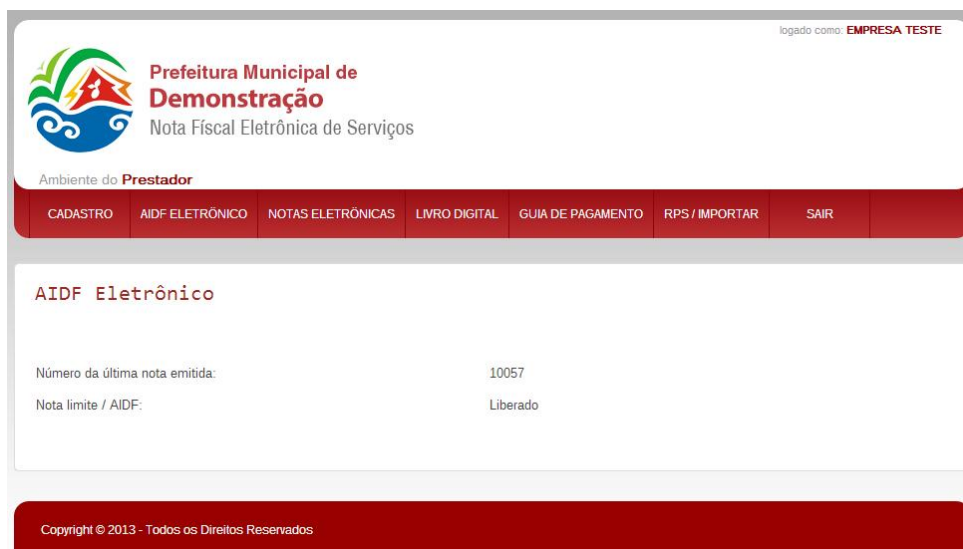 logado como: EMPRESA TESTE
Prefeitura Municipal de
Demonstração
Nota Físcal Eletrônica de Serviços
Ambiente do Prestador
CADASTRO AIDF ELETRÔNICO NOTAS ELETRÔNICAS LIVRO DIGITAL GUIA DE PAGAMENTO RPS / IMPORTAR SAIR
AIDF Eletrônico
Número da última nota emitida: 10057
Nota limite / AIDF: Liberado
Copyright © 2013 - Todos os Direitos Reservados